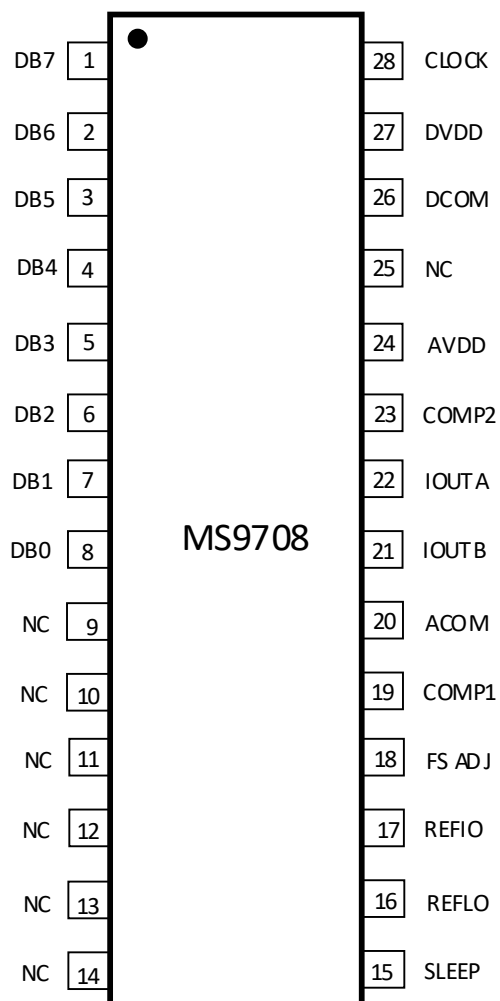 DB7 1 28 CLOCK
DB6 2 27 DVDD
DB5 3 26 DCOM
DB4 4 25 NC
DB3 5 24 AVDD
DB2 6 23 COMP2
DB1 7 22 IOUTA
MS9708
DB0 8 21 IOUTB
NC 9 20 ACOM
NC 10 19 COMP1
NC 11 18 FS ADJ
NC 12 17 REFIO
NC 13 16 REFLO
NC 14 15 SLEEP